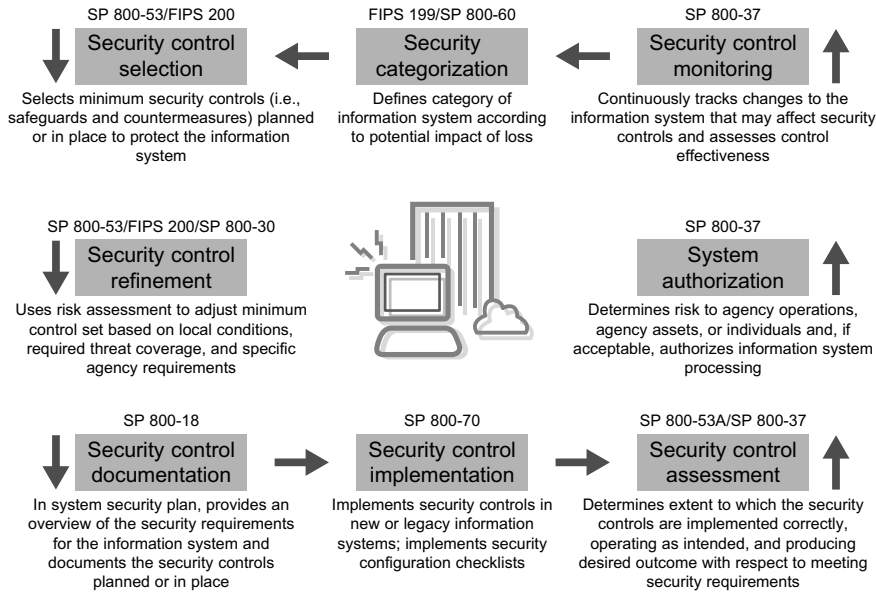 SP 800-53/FIPS 200
Security control
selection
Selects minimum security controls (i.e.,
safeguards and countermeasures) planned
or in place to protect the information
system
FIPS 199/SP 800-60
Security
categorization
Defines category of
information system according
to potential impact of loss
SP 800-37
Security control
monitoring
Continuously tracks changes to the
information system that may affect security
controls and assesses control
effectiveness
SP 800-53/FIPS 200/SP 800-30
Security control
refinement
Uses risk assessment to adjust minimum
control set based on local conditions,
required threat coverage, and specific
agency requirements
SP 800-37
System
authorization
Determines risk to agency operations,
agency assets, or individuals and, if
acceptable, authorizes information system
processing
SP 800-18
Security control
documentation
In system security plan, provides an
overview of the security requirements
for the information system and
documents the security controls
planned or in place
SP 800-70
Security control
implementation
Implements security controls in
new or legacy information
systems; implements security
configuration checklists
SP 800-53A/SP 800-37
Security control
assessment
Determines extent to which the security
controls are implemented correctly,
operating as intended, and producing
desired outcome with respect to meeting
security requirements